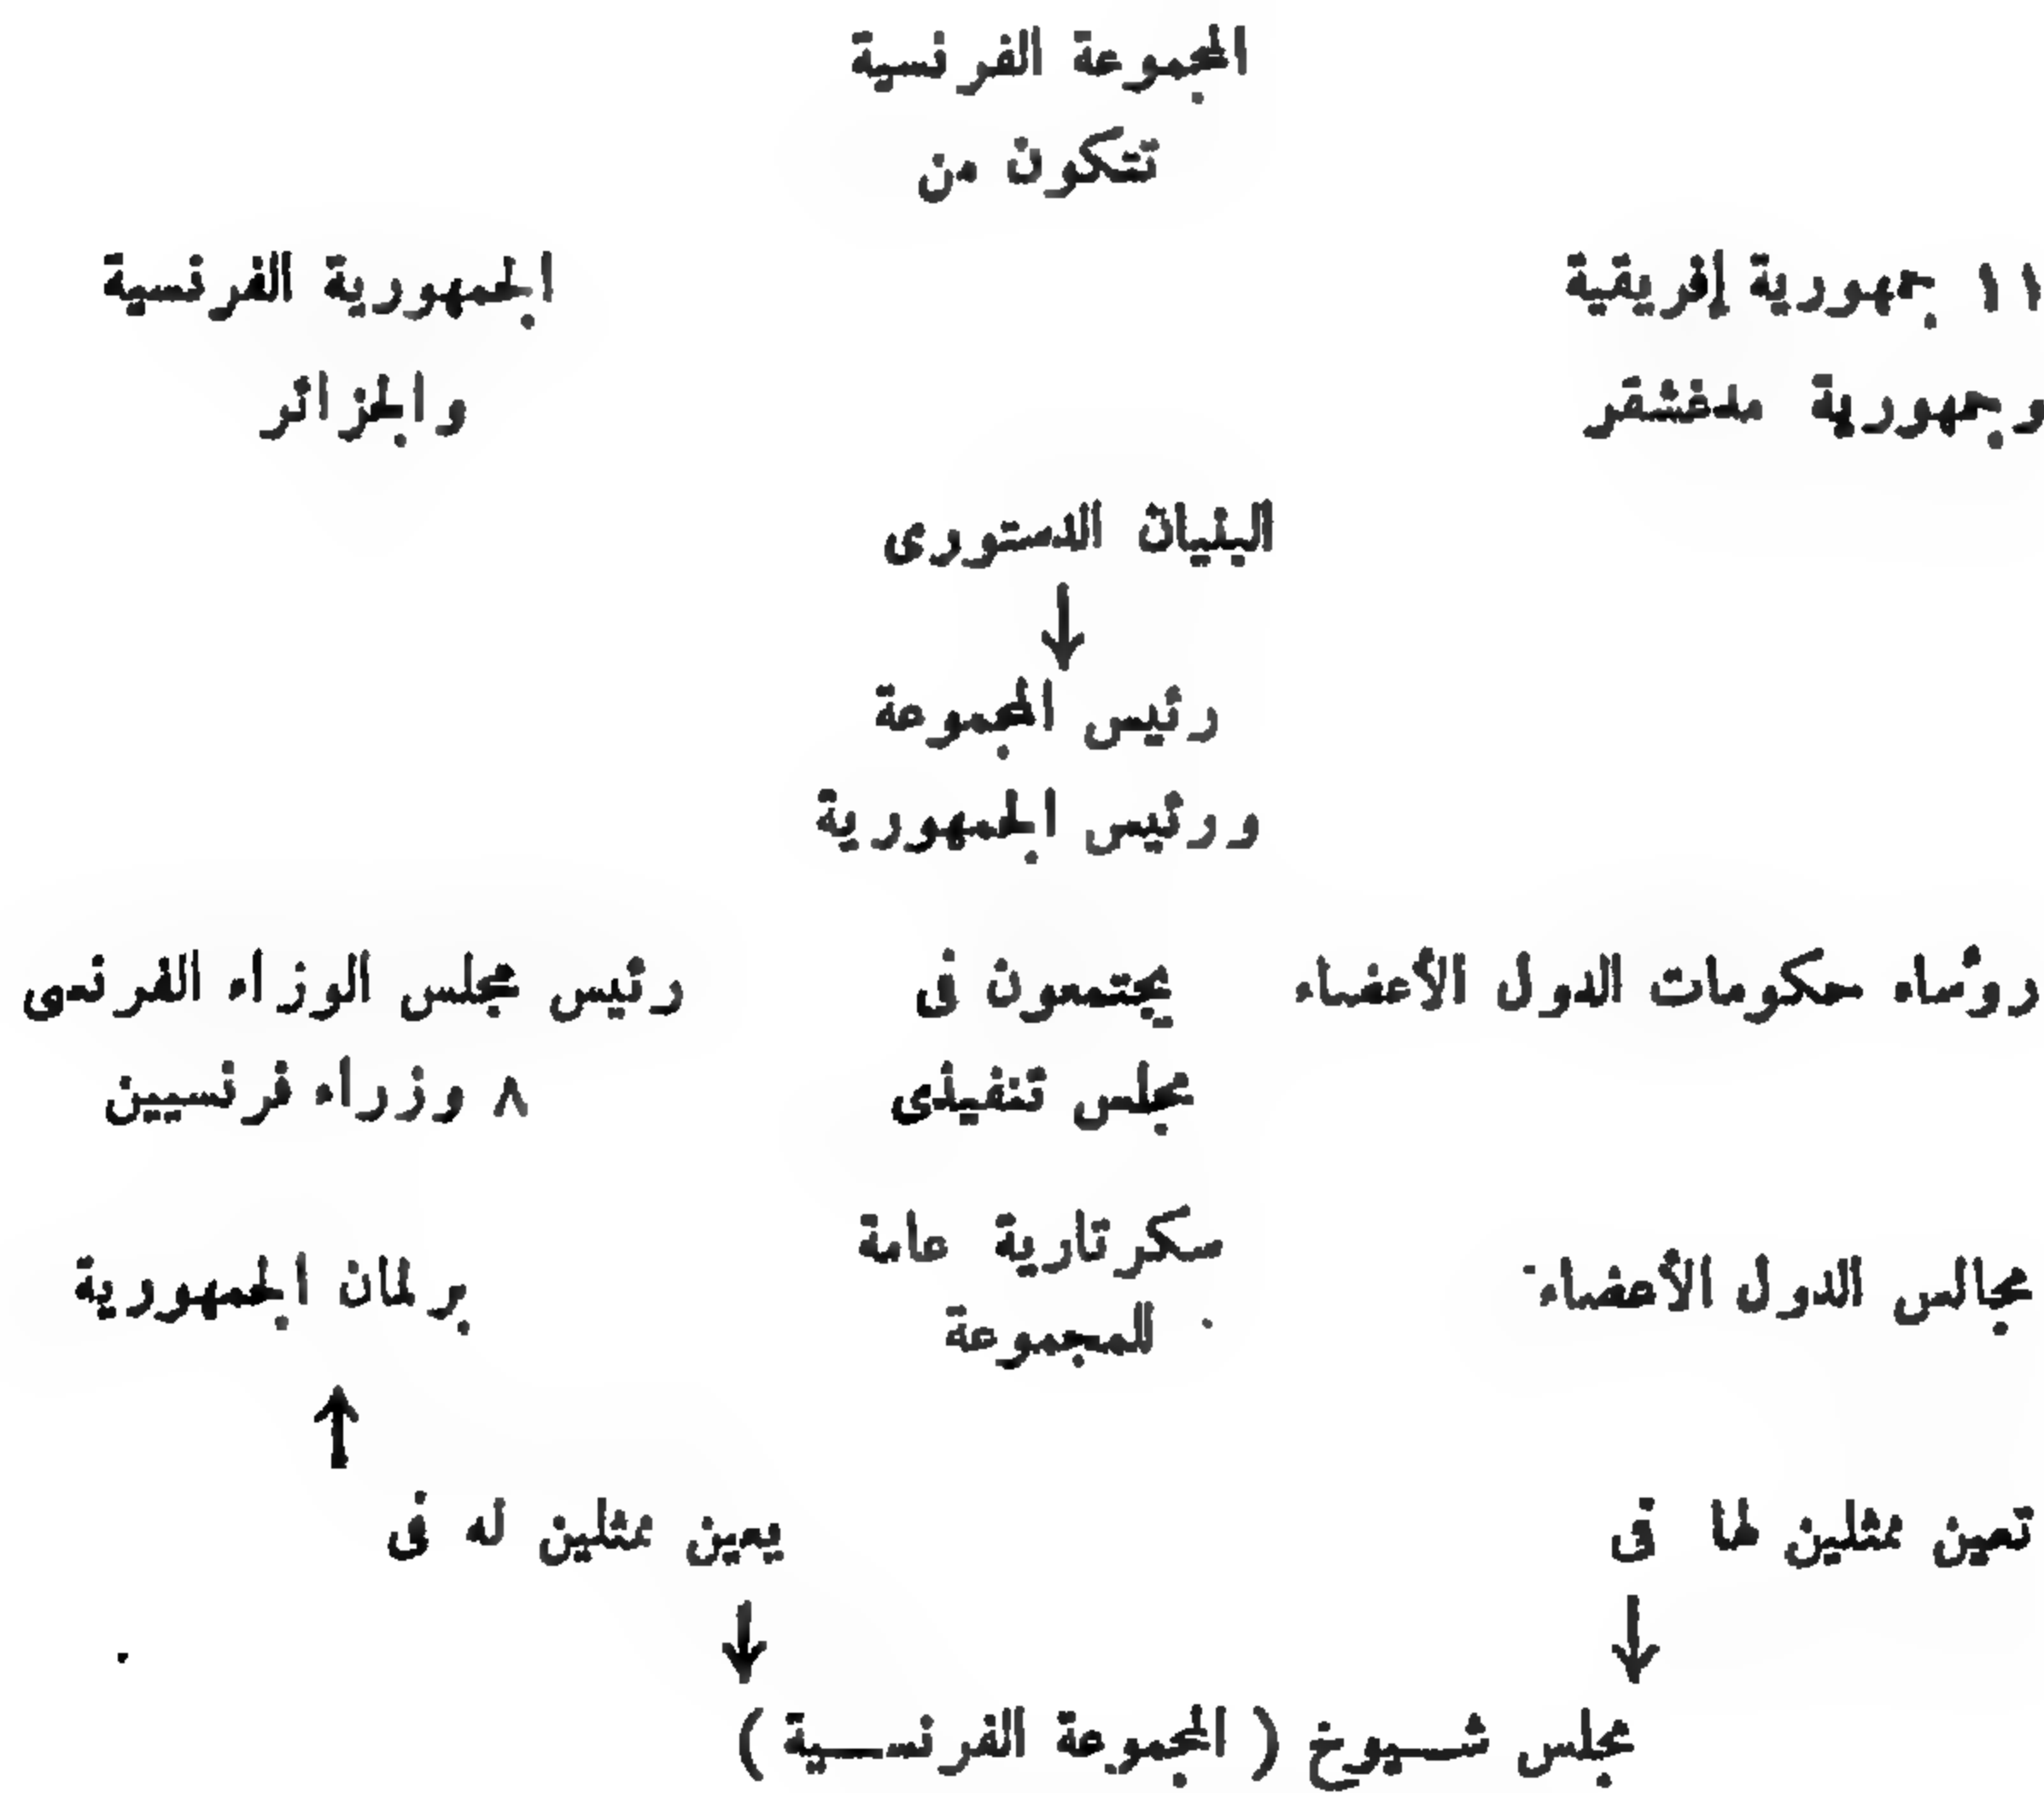 المجموعة الفرنسية
تتكون من
١١ جمهورية إفريقية
الجمهورية الفرنسية
وجمهورية مدغشقر
والجزائر
البنيان الدستورى
↓
رئيس المجموعة
ورئيس الجمهورية
رؤساء حكومات الدول الأعضاء
يجتمعون فى
رئيس مجلس الوزراء الفرنسى
مجلس تنفيذى
٨ وزراء فرنسيين
سكرتارية عامة
مجالس الدول الأعضاء
برلمان الجمهورية
للمجموعة
↑
تعين ممثلين لها فى
يعين ممثلين له فى
↓
↓
مجلس شيوخ ( المجموعة الفرنسية )